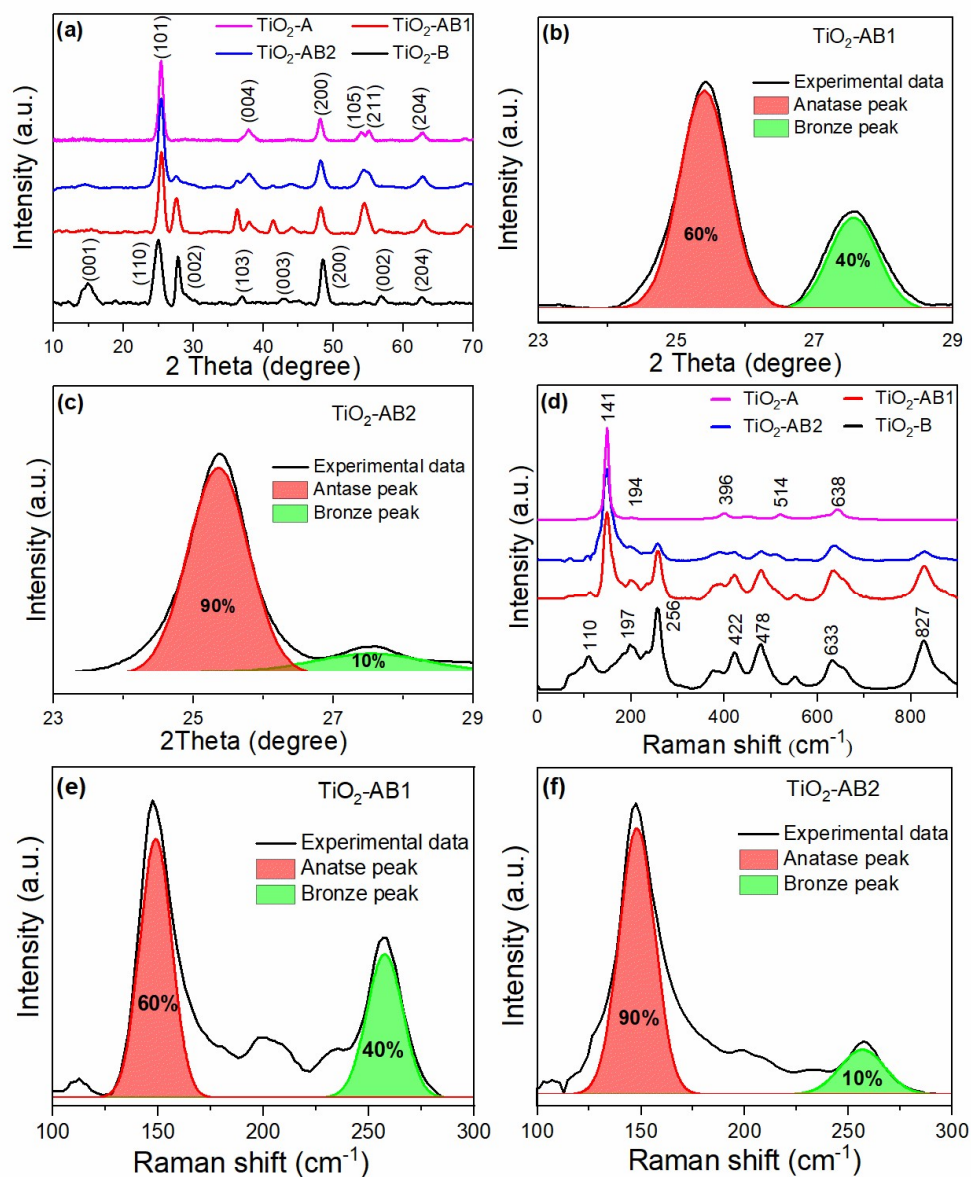 (a)
TiO₂-A
TiO₂-AB1
TiO₂-AB2
TiO₂-B
(101)
(004)
(200)
(105)
(211)
(204)
(001)
(110)
(002)
(103)
(003)
(200)
(002)
(204)
Intensity (a.u.)
10 20 30 40 50 60 70
2 Theta (degree)
(b)
TiO₂-AB1
Experimental data
Anatase peak
Bronze peak
60%
40%
Intensity (a.u.)
23 25 27 29
2 Theta (degree)
(c)
TiO₂-AB2
Experimental data
Antase peak
Bronze peak
90%
10%
Intensity (a.u.)
23 25 27 29
2Theta (degree)
(d)
TiO₂-A
TiO₂-AB1
TiO₂-AB2
TiO₂-B
141
194
396
514
638
110
197
256
422
478
633
827
Intensity (a.u.)
0 200 400 600 800
Raman shift (cm⁻¹)
(e)
TiO₂-AB1
Experimental data
Anatse peak
Bronze peak
60%
40%
Intensity (a.u.)
100 150 200 250 300
Raman shift (cm⁻¹)
(f)
TiO₂-AB2
Experimental data
Anatase peak
Bronze peak
90%
10%
Intensity (a.u.)
100 150 200 250 300
Raman shift (cm⁻¹)